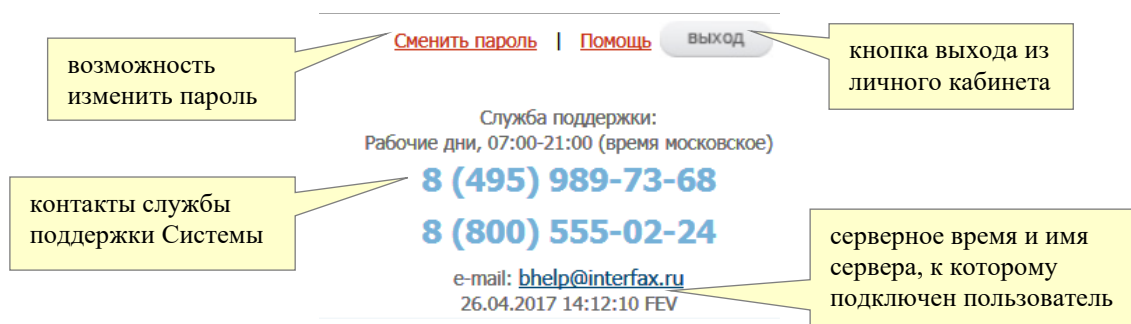 Сменить пароль | Помощь выход
возможность
изменить пароль
кнопка выхода из
личного кабинета
Служба поддержки:
Рабочие дни, 07:00-21:00 (время московское)
8 (495) 989-73-68
8 (800) 555-02-24
контакты службы
поддержки Системы
e-mail: bhelp@interfax.ru
26.04.2017 14:12:10 FEV
серверное время и имя
сервера, к которому
подключен пользователь